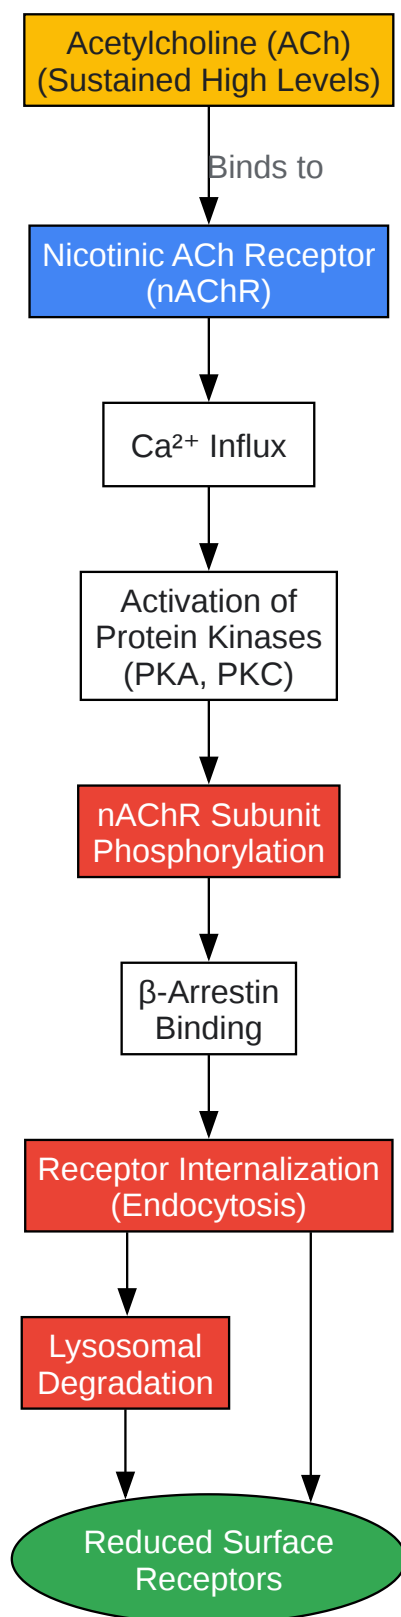 Acetylcholine (ACh)
(Sustained High Levels)
Binds to
Nicotinic ACh Receptor
(nAChR)
Ca²⁺ Influx
Activation of
Protein Kinases
(PKA, PKC)
nAChR Subunit
Phosphorylation
β-Arrestin
Binding
Receptor Internalization
(Endocytosis)
Lysosomal
Degradation
Reduced Surface
Receptors